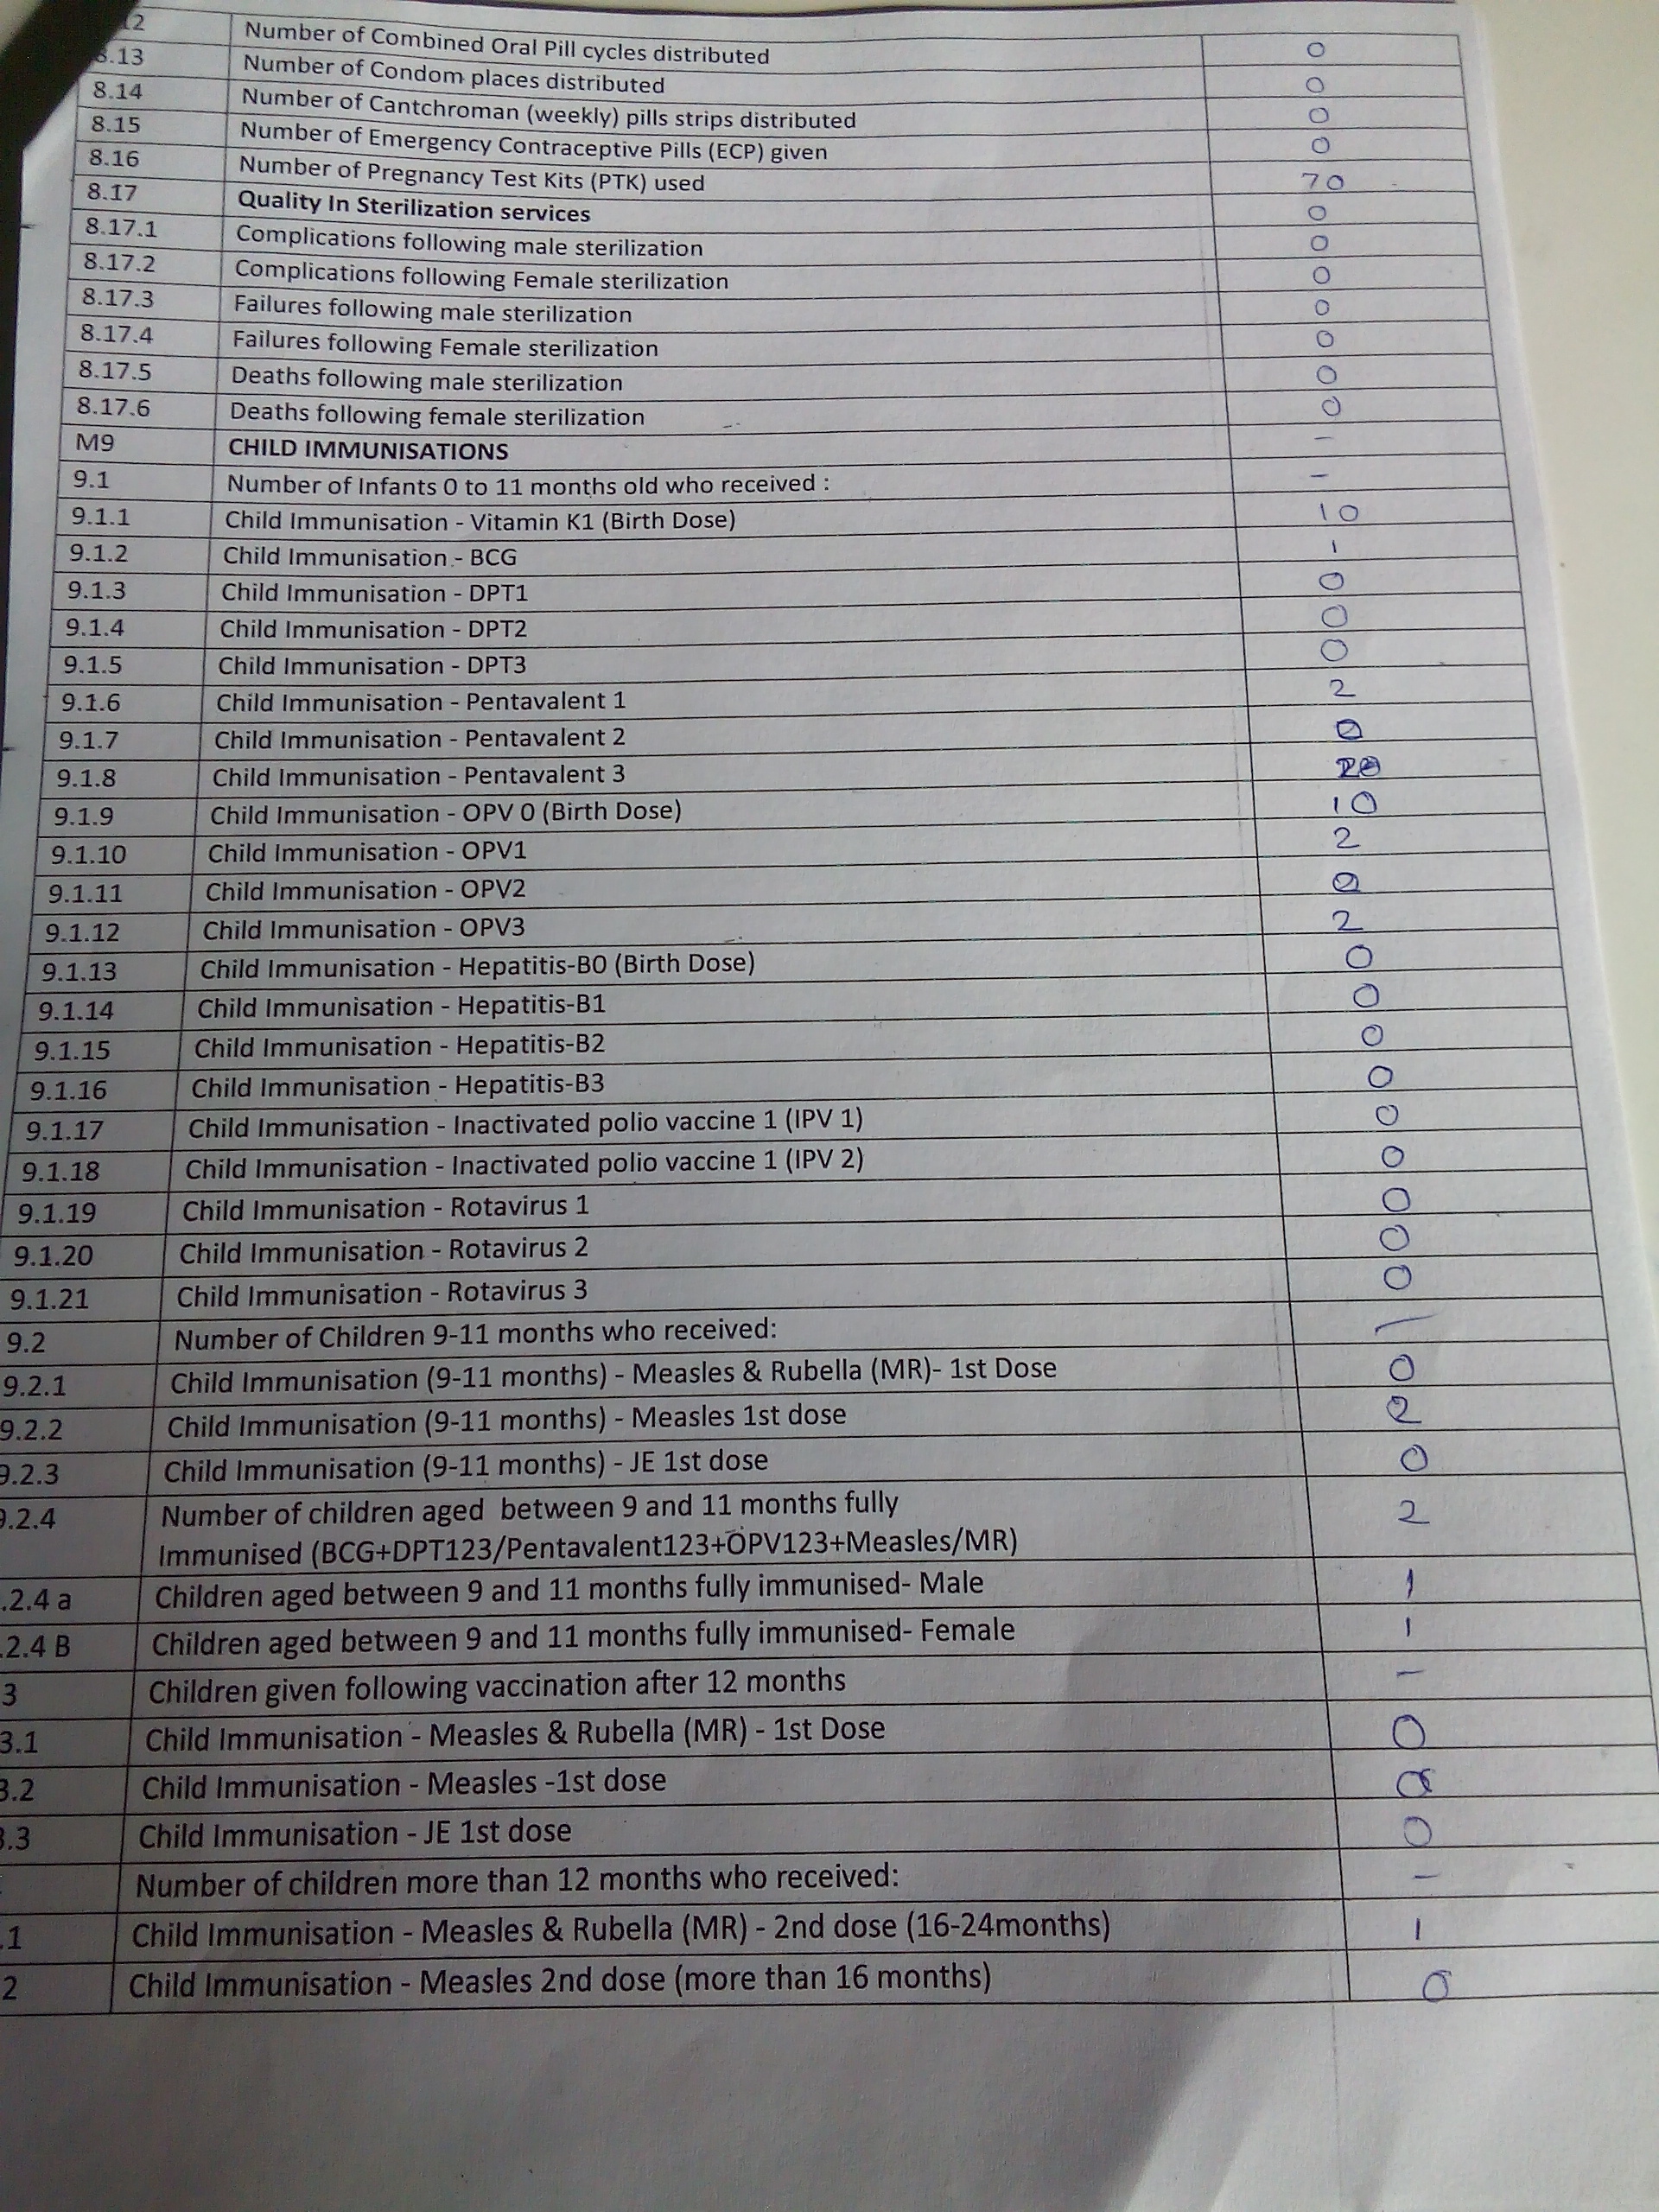 12 Number of Combined Oral Pill cycles distributed 0
8.13 Number of Condom places distributed 0
8.14 Number of Cantchroman (weekly) pills strips distributed 0
8.15 Number of Emergency Contraceptive Pills (ECP) given 0
8.16 Number of Pregnancy Test Kits (PTK) used 70
8.17 Quality In Sterilization services 0
8.17.1 Complications following male sterilization 0
8.17.2 Complications following Female sterilization 0
8.17.3 Failures following male sterilization 0
8.17.4 Failures following Female sterilization 0
8.17.5 Deaths following male sterilization 0
8.17.6 Deaths following female sterilization 0
M9 CHILD IMMUNISATIONS -
9.1 Number of Infants 0 to 11 months old who received : -
9.1.1 Child Immunisation - Vitamin K1 (Birth Dose) 10
9.1.2 Child Immunisation - BCG 1
9.1.3 Child Immunisation - DPT1 0
9.1.4 Child Immunisation - DPT2 0
9.1.5 Child Immunisation - DPT3 0
9.1.6 Child Immunisation - Pentavalent 1 2
9.1.7 Child Immunisation - Pentavalent 2
9.1.8 Child Immunisation - Pentavalent 3
9.1.9 Child Immunisation - OPV 0 (Birth Dose) 10
9.1.10 Child Immunisation - OPV1 2
9.1.11 Child Immunisation - OPV2
9.1.12 Child Immunisation - OPV3 2
9.1.13 Child Immunisation - Hepatitis-B0 (Birth Dose) 0
9.1.14 Child Immunisation - Hepatitis-B1 0
9.1.15 Child Immunisation - Hepatitis-B2 0
9.1.16 Child Immunisation - Hepatitis-B3 0
9.1.17 Child Immunisation - Inactivated polio vaccine 1 (IPV 1) 0
9.1.18 Child Immunisation - Inactivated polio vaccine 1 (IPV 2) 0
9.1.19 Child Immunisation - Rotavirus 1 0
9.1.20 Child Immunisation - Rotavirus 2 0
9.1.21 Child Immunisation - Rotavirus 3 0
9.2 Number of Children 9-11 months who received: -
9.2.1 Child Immunisation (9-11 months) - Measles & Rubella (MR)- 1st Dose 0
9.2.2 Child Immunisation (9-11 months) - Measles 1st dose 2
9.2.3 Child Immunisation (9-11 months) - JE 1st dose 0
9.2.4 Number of children aged between 9 and 11 months fully 2
Immunised (BCG+DPT123/Pentavalent123+OPV123+Measles/MR)
.2.4 a Children aged between 9 and 11 months fully immunised- Male 1
.2.4 B Children aged between 9 and 11 months fully immunised- Female 1
3 Children given following vaccination after 12 months -
3.1 Child Immunisation - Measles & Rubella (MR) - 1st Dose 0
3.2 Child Immunisation - Measles -1st dose
3.3 Child Immunisation - JE 1st dose 0
Number of children more than 12 months who received: -
.1 Child Immunisation - Measles & Rubella (MR) - 2nd dose (16-24months) 1
2 Child Immunisation - Measles 2nd dose (more than 16 months) 0